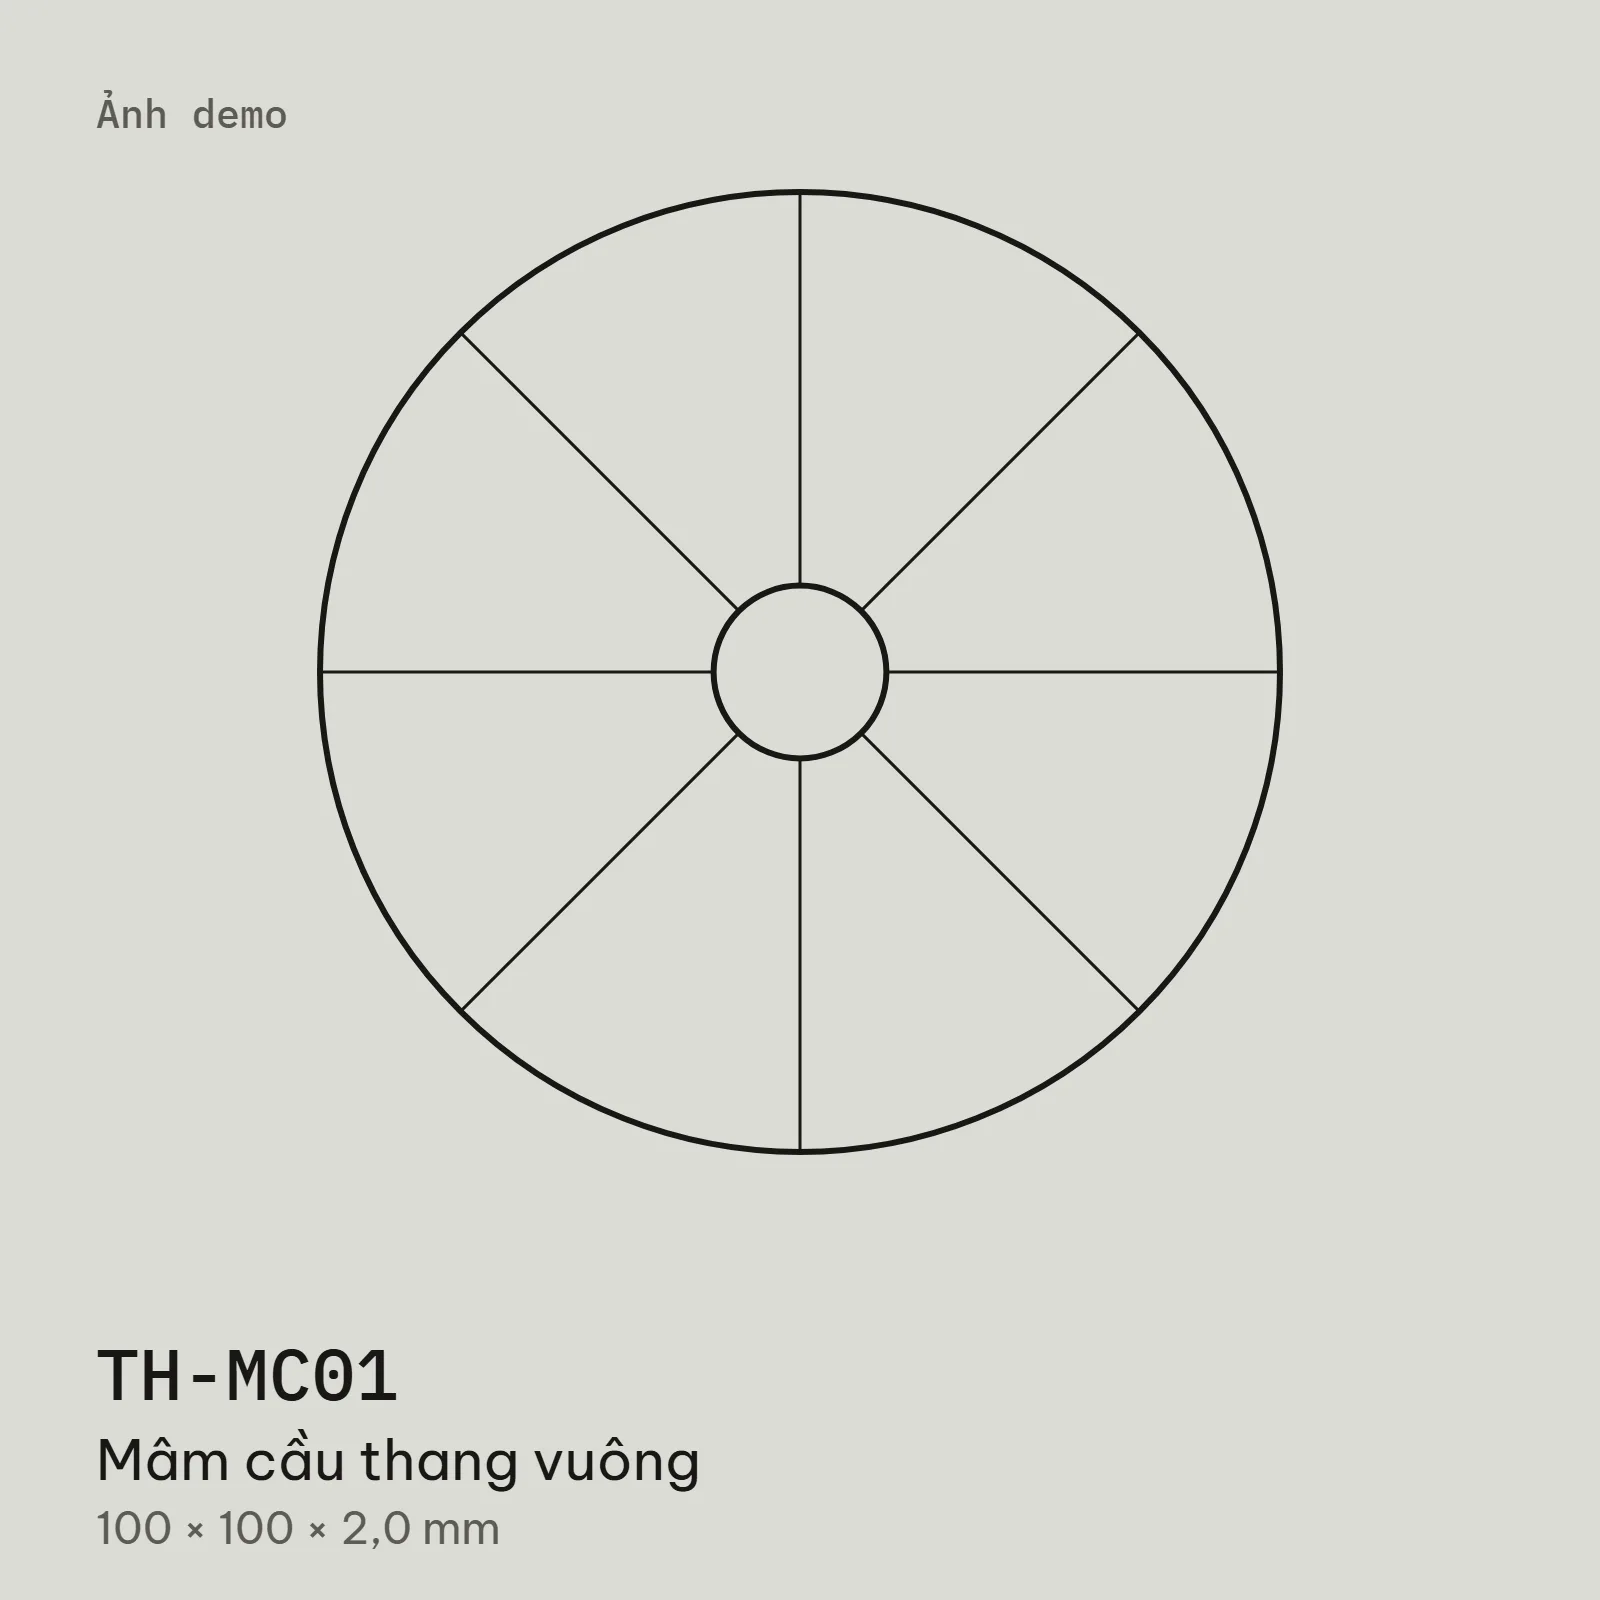 Ảnh demo
TH-MC01
Mâm cầu thang vuông
100 × 100 × 2,0 mm